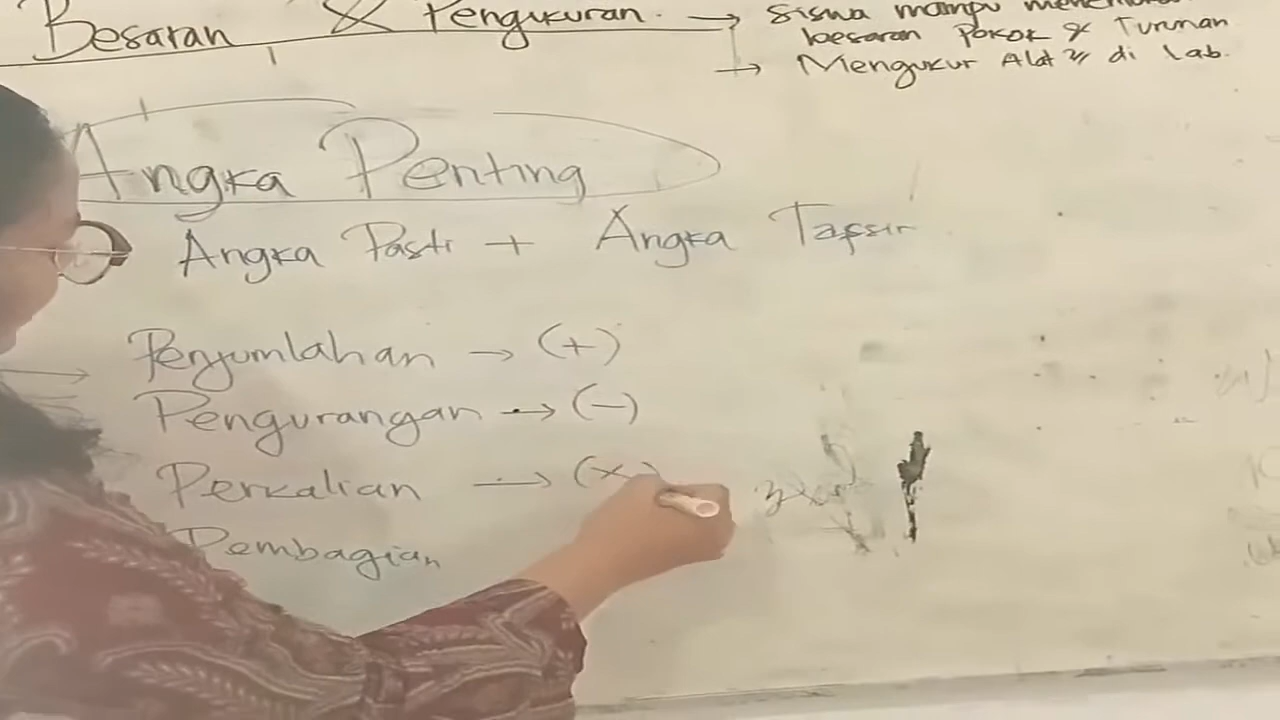 Besaran & Pengukuran. → Siswa mampu
besaran Pokok & Turunan
→ Mengukur Alat² di Lab.
Angka Penting
Angka Pasti + Angka Tafsir
Penjumlahan → (+)
Pengurangan → (-)
Perkalian → (×)
Pembagian